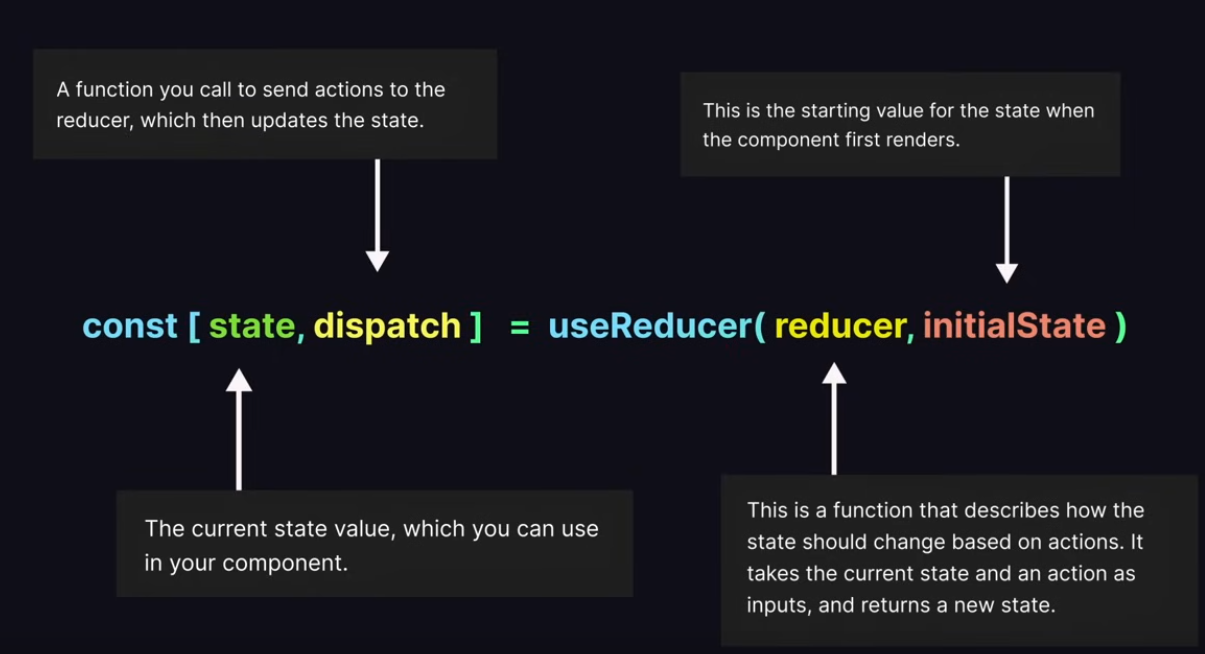 A function you call to send actions to the
reducer, which then updates the state.
This is the starting value for the state when
the component first renders.
const [ state, dispatch ] = useReducer( reducer, initialState )
The current state value, which you can use
in your component.
This is a function that describes how the
state should change based on actions. It
takes the current state and an action as
inputs, and returns a new state.